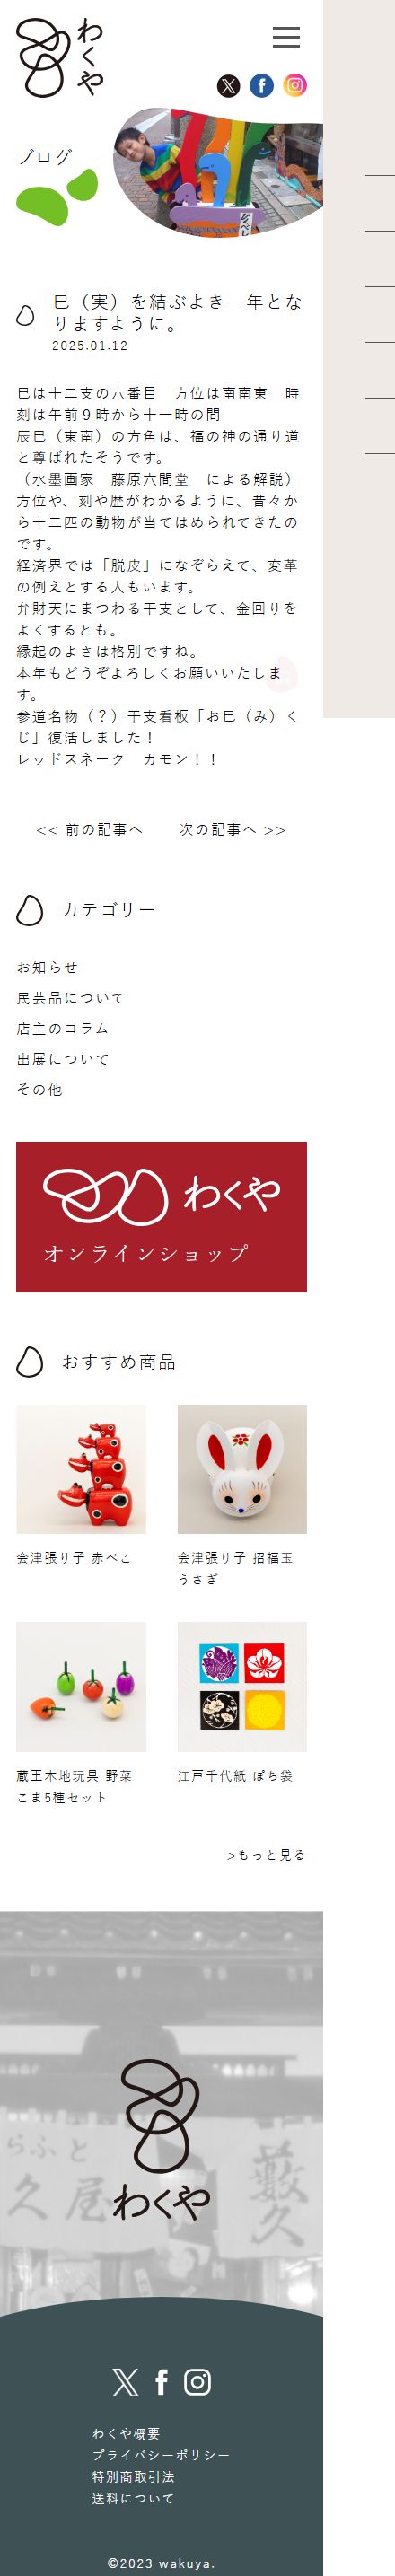 わくや
ブログ
巳（実）を結ぶよき一年とな
りますように。
2025.01.12
巳は十二支の六番目　方位は南南東　時
刻は午前９時から十一時の間
辰巳（東南）の方角は、福の神の通り道
と尊ばれたそうです。
（水墨画家　藤原六間堂　による解説）
方位や、刻や歴がわかるように、昔々か
ら十二匹の動物が当てはめられてきたの
です。
経済界では「脱皮」になぞらえて、変革
の例えとする人もいます。
弁財天にまつわる干支として、金回りを
よくするとも。
縁起のよさは格別ですね。
本年もどうぞよろしくお願いいたしま
す。
参道名物（？）干支看板「お巳（み）く
じ」復活しました！
レッドスネーク　カモン！！
<< 前の記事へ
次の記事へ >>
カテゴリー
お知らせ
民芸品について
店主のコラム
出展について
その他
わくや
オンラインショップ
おすすめ商品
会津張り子 赤べこ
会津張り子 招福玉
うさぎ
蔵王木地玩具 野菜
こま5種セット
江戸千代紙 ぽち袋
>もっと見る
わくや
わくや概要
プライバシーポリシー
特別商取引法
送料について
©2023 wakuya.